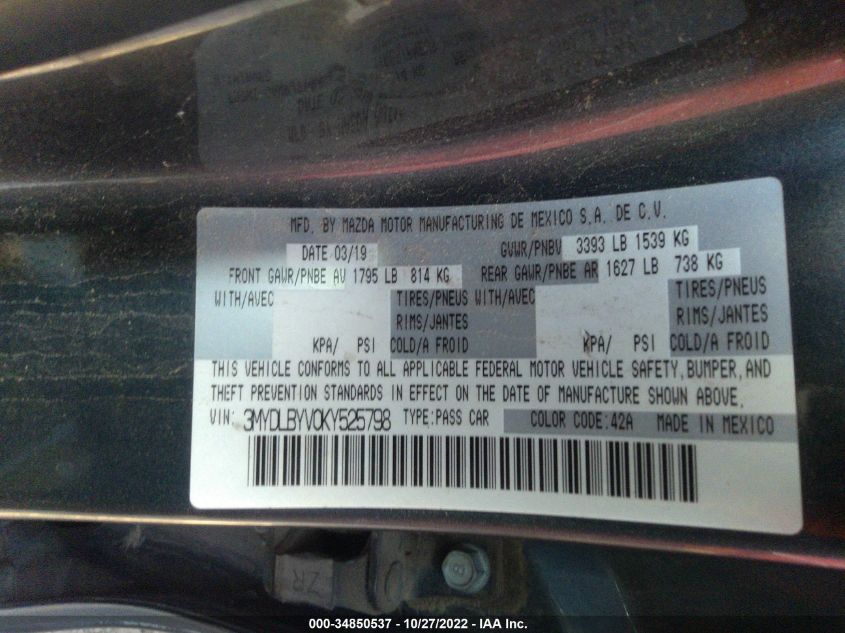 MFD. BY MAZDA MOTOR MANUFACTURING DE MEXICO S.A. DE C.V.
DATE 03/19 GVWR/PNBV 3393 LB 1539 KG
FRONT GAWR/PNBE AV 1795 LB 814 KG REAR GAWR/PNBE AR 1627 LB 738 KG
WITH/AVEC TIRES/PNEUS WITH/AVEC TIRES/PNEUS
RIMS/JANTES RIMS/JANTES
KPA/ PSI COLD/A FROID KPA/ PSI COLD/A FROID
THIS VEHICLE CONFORMS TO ALL APPLICABLE FEDERAL MOTOR VEHICLE SAFETY, BUMPER, AND
THEFT PREVENTION STANDARDS IN EFFECT ON THE DATE OF MANUFACTURE SHOWN ABOVE.
VIN: 3MYDLBYV0KY525798 TYPE:PASS CAR COLOR CODE:42A MADE IN MEXICO
ZR
8
000-34850537 - 10/27/2022 - IAA Inc.